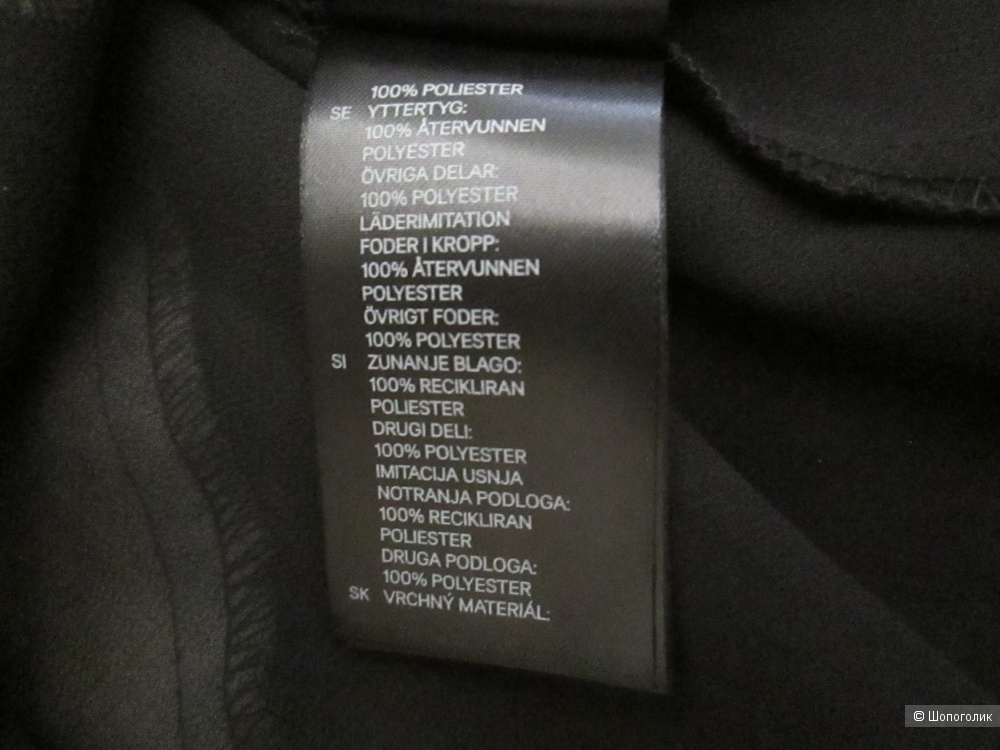 100% POLIESTER
SE YTTERTYG:
100% ÅTERVUNNEN
POLYESTER
ÖVRIGA DELAR:
100% POLYESTER
LÄDERIMITATION
FODER I KROPP:
100% ÅTERVUNNEN
POLYESTER
ÖVRIGT FODER:
100% POLYESTER
SI ZUNANJE BLAGO:
100% RECIKLIRAN
POLIESTER
DRUGI DELI:
100% POLYESTER
IMITACIJA USNJA
NOTRANJA PODLOGA:
100% RECIKLIRAN
POLIESTER
DRUGA PODLOGA:
100% POLYESTER
SK VRCHNÝ MATERIÁL:
© Шопоголик